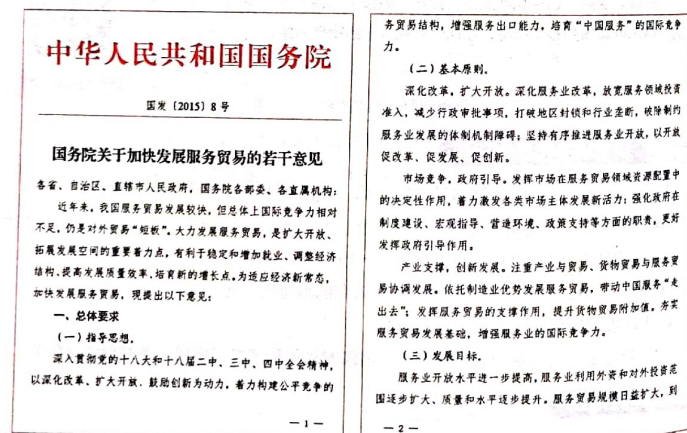 中华人民共和国国务院
国发〔2015〕8号
国务院关于加快发展服务贸易的若干意见
各省、自治区、直辖市人民政府，国务院各部委、各直属机构：
近年来，我国服务贸易发展较快，但总体上国际竞争力相对
不足，仍是对外贸易“短板”。大力发展服务贸易，是扩大开放、
拓展发展空间的重要着力点，有利于稳定和增加就业、调整经济
结构、提高发展质量效率、培育新的增长点。为适应经济新常态，
加快发展服务贸易，现提出以下意见：
一、总体要求
（一）指导思想。
深入贯彻党的十八大和十八届二中、三中、四中全会精神，
以深化改革、扩大开放、鼓励创新为动力，着力构建公平竞争的
— 1 —
务贸易结构，增强服务出口能力，培育“中国服务”的国际竞争
力。
（二）基本原则。
深化改革，扩大开放。深化服务业改革，放宽服务领域投资
准入，减少行政审批事项，打破地区封锁和行业垄断，破除制约
服务业发展的体制机制障碍；坚持有序推进服务业开放，以开放
促改革、促发展、促创新。
市场竞争，政府引导。发挥市场在服务贸易领域资源配置中
的决定性作用，着力激发各类市场主体发展新活力；强化政府在
制度建设、宏观指导、营造环境、政策支持等方面的职责，更好
发挥政府引导作用。
产业支撑，创新发展。注重产业与贸易、货物贸易与服务贸
易协调发展。依托制造业优势发展服务贸易，带动中国服务“走
出去”；发挥服务贸易的支撑作用，提升货物贸易附加值。夯实
服务贸易发展基础，增强服务业的国际竞争力。
（三）发展目标。
服务业开放水平进一步提高，服务业利用外资和对外投资范
围逐步扩大、质量和水平逐步提升。服务贸易规模日益扩大，到
— 2 —